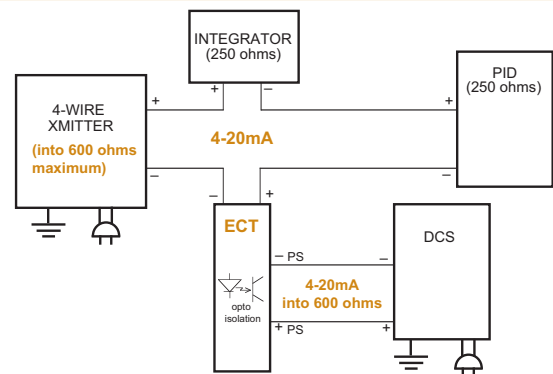 INTEGRATOR
(250 ohms)
+
−
4-WIRE
XMITTER
(into 600 ohms
maximum)
+
−
4-20mA
PID
(250 ohms)
+
−
−
+
ECT
opto
isolation
− PS
+ PS
4-20mA
into 600 ohms
DCS
−
+